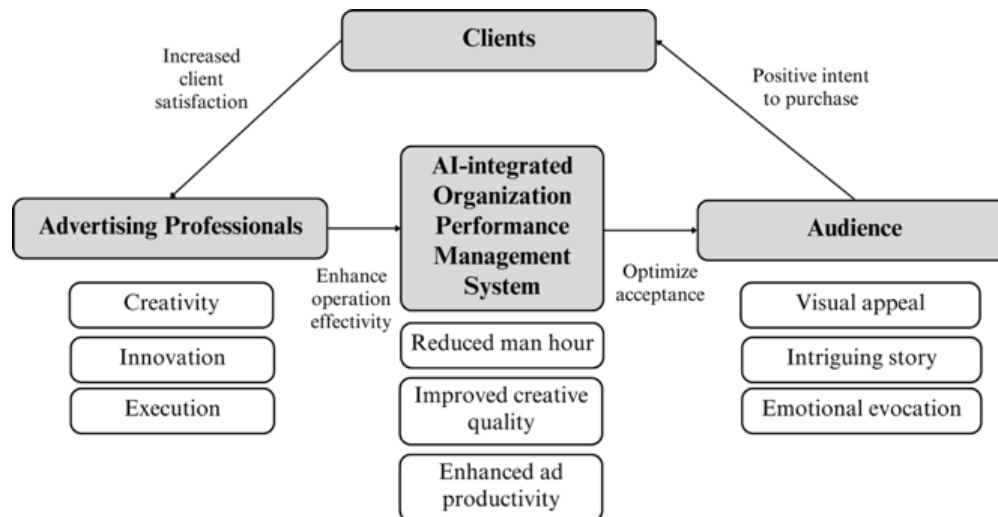 Clients
Increased
client
satisfaction
Positive intent
to purchase
AI-integrated
Organization
Performance
Management
System
Advertising Professionals
Audience
Enhance
operation
effectivity
Optimize
acceptance
Creativity
Innovation
Execution
Reduced man hour
Improved creative
quality
Enhanced ad
productivity
Visual appeal
Intriguing story
Emotional evocation